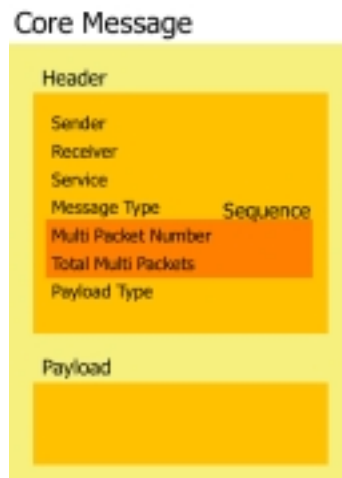 Core Message
Header
Sender
Receiver
Service
Message Type
Sequence
Multi Packet Number
Total Multi Packets
Payload Type
Payload